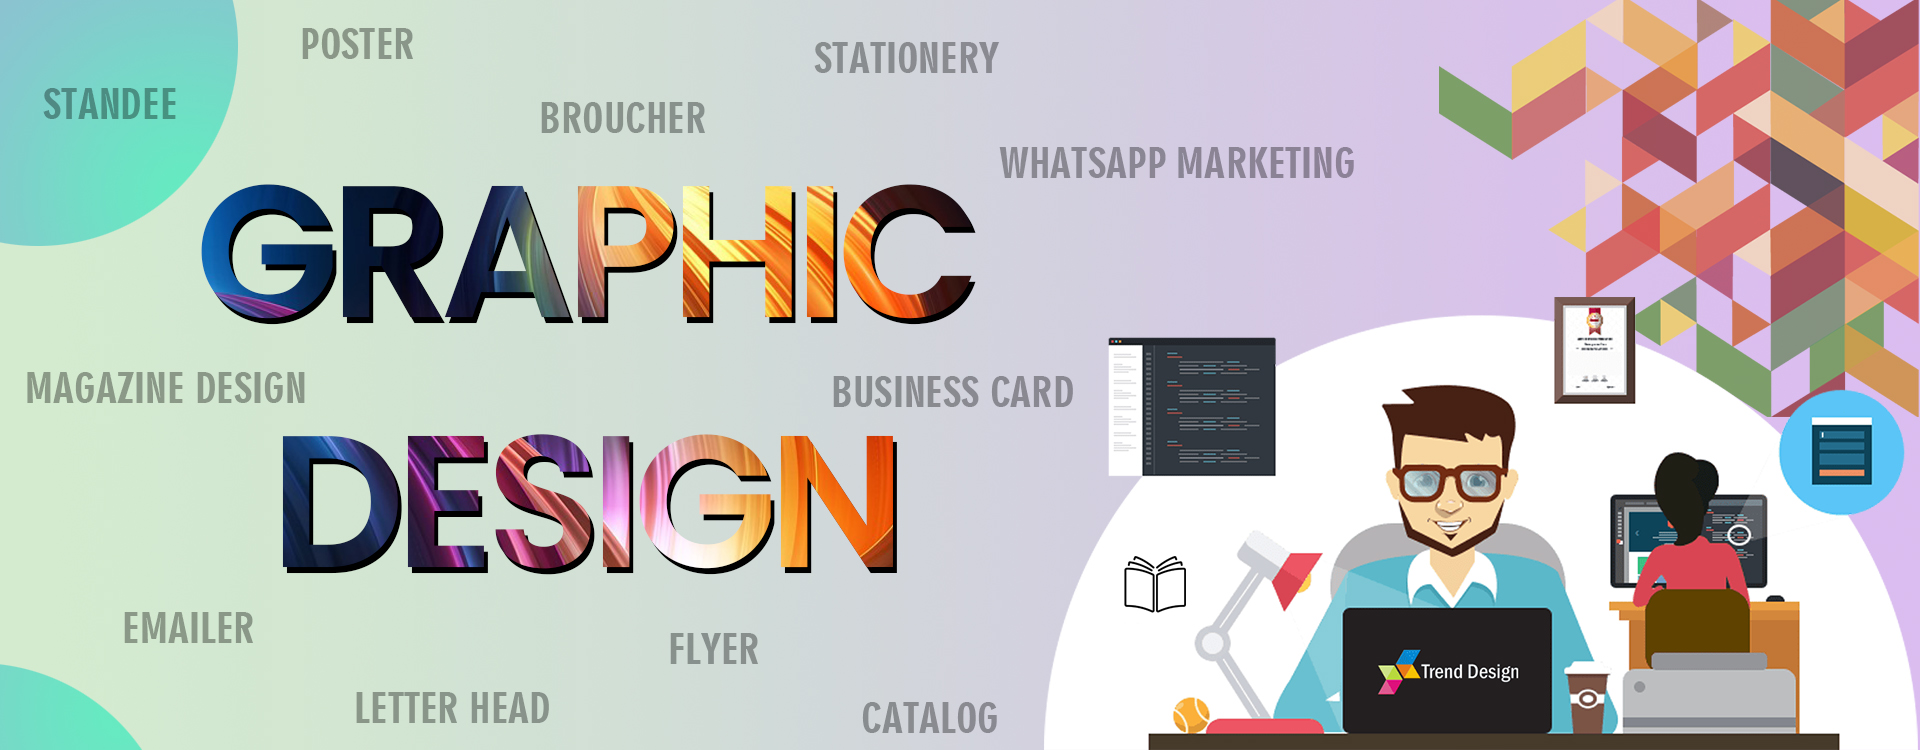 POSTER
STATIONERY
STANDEE
BROUCHER
WHATSAPP MARKETING
GRAPHIC
MAGAZINE DESIGN
BUSINESS CARD
DESIGN
EMAILER
FLYER
Trend Design
LETTER HEAD
CATALOG